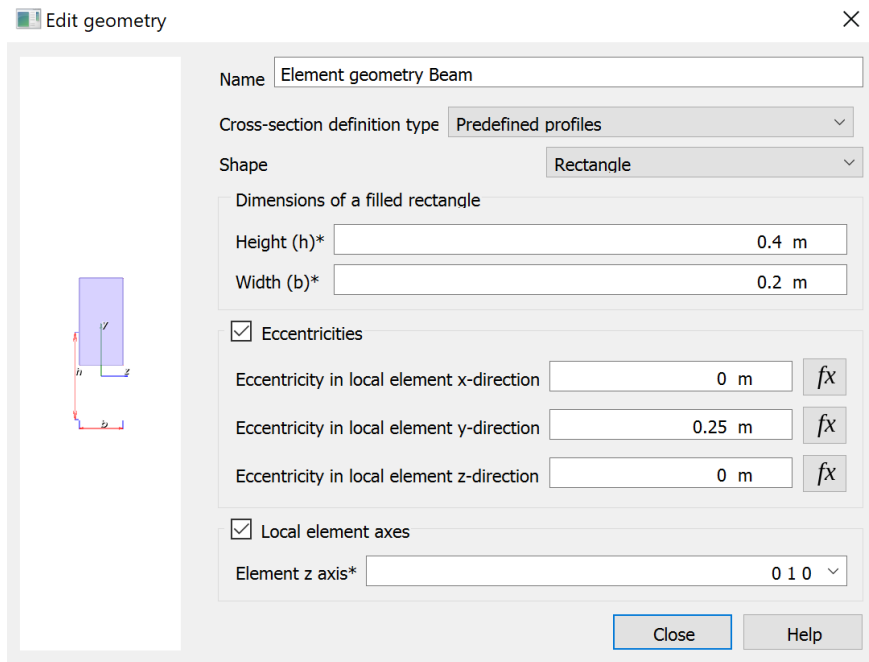 Edit geometry
Name Element geometry Beam
Cross-section definition type Predefined profiles
Shape Rectangle
Dimensions of a filled rectangle
Height (h)* 0.4 m
Width (b)* 0.2 m
y
z
h
b
Eccentricities
Eccentricity in local element x-direction 0 m fx
Eccentricity in local element y-direction 0.25 m fx
Eccentricity in local element z-direction 0 m fx
Local element axes
Element z axis* 0 1 0
Close Help